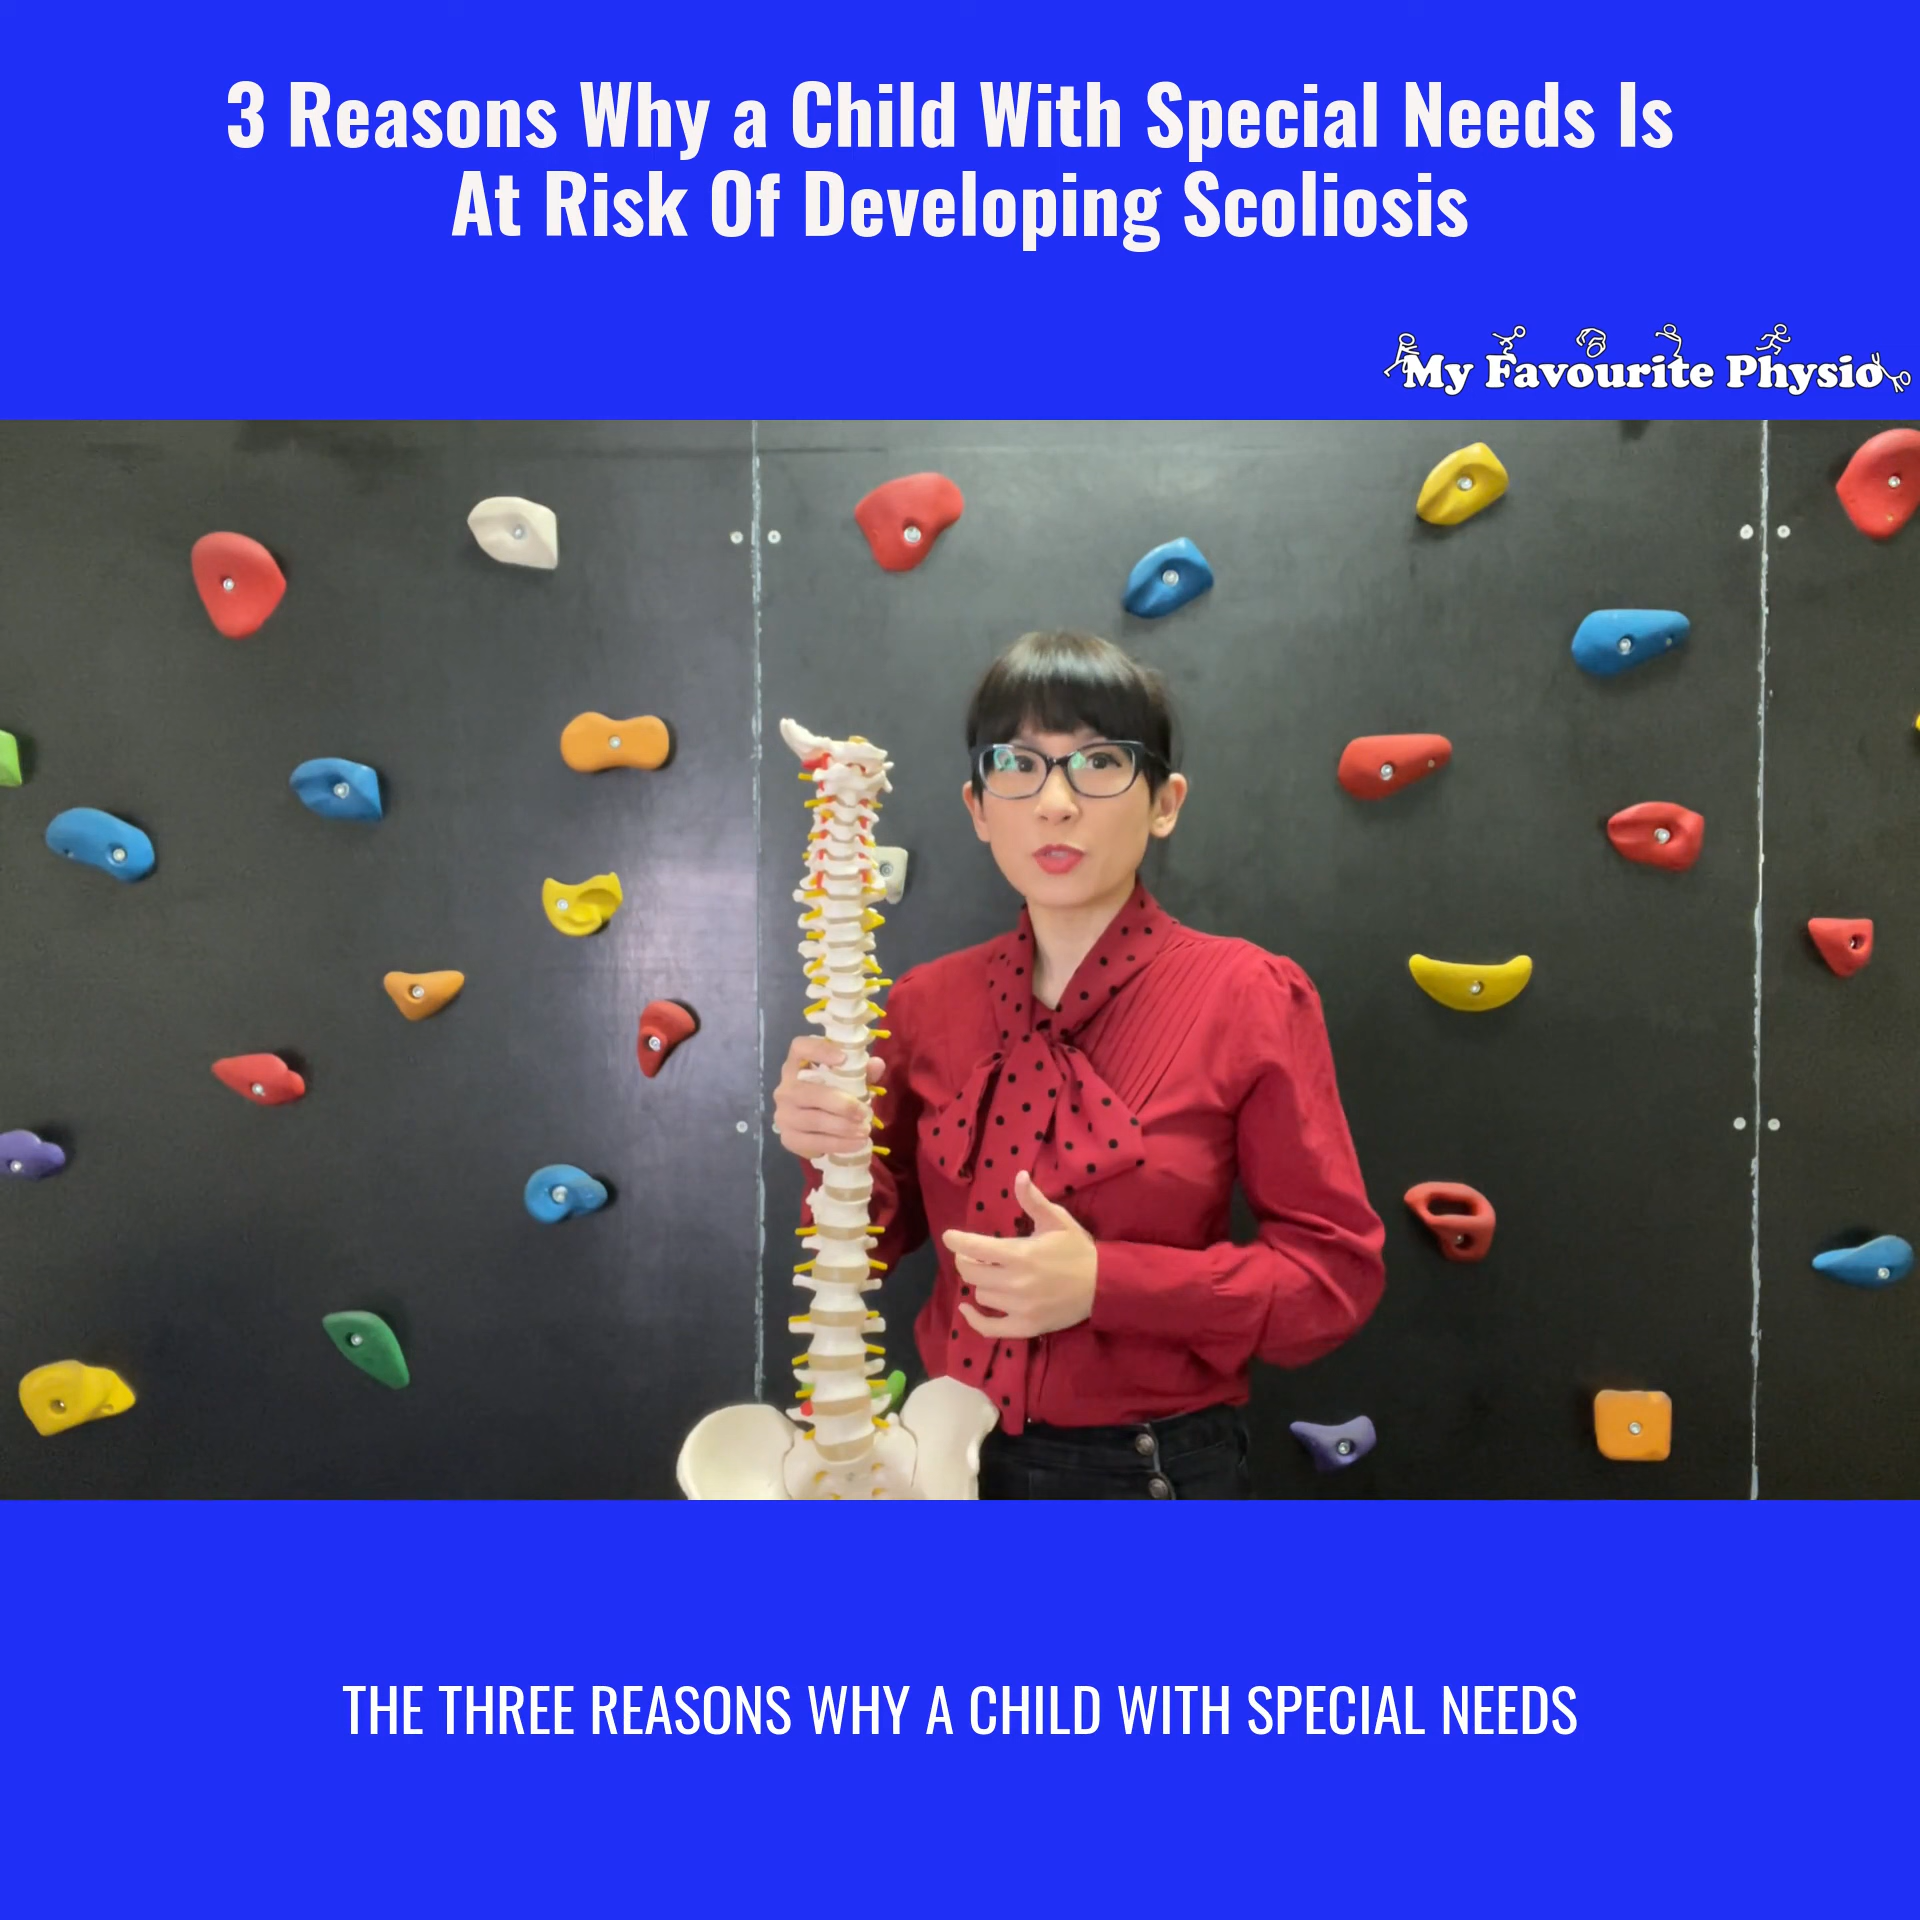 3 Reasons Why a Child With Special Needs Is
At Risk Of Developing Scoliosis
My Favourite Physio
THE THREE REASONS WHY A CHILD WITH SPECIAL NEEDS